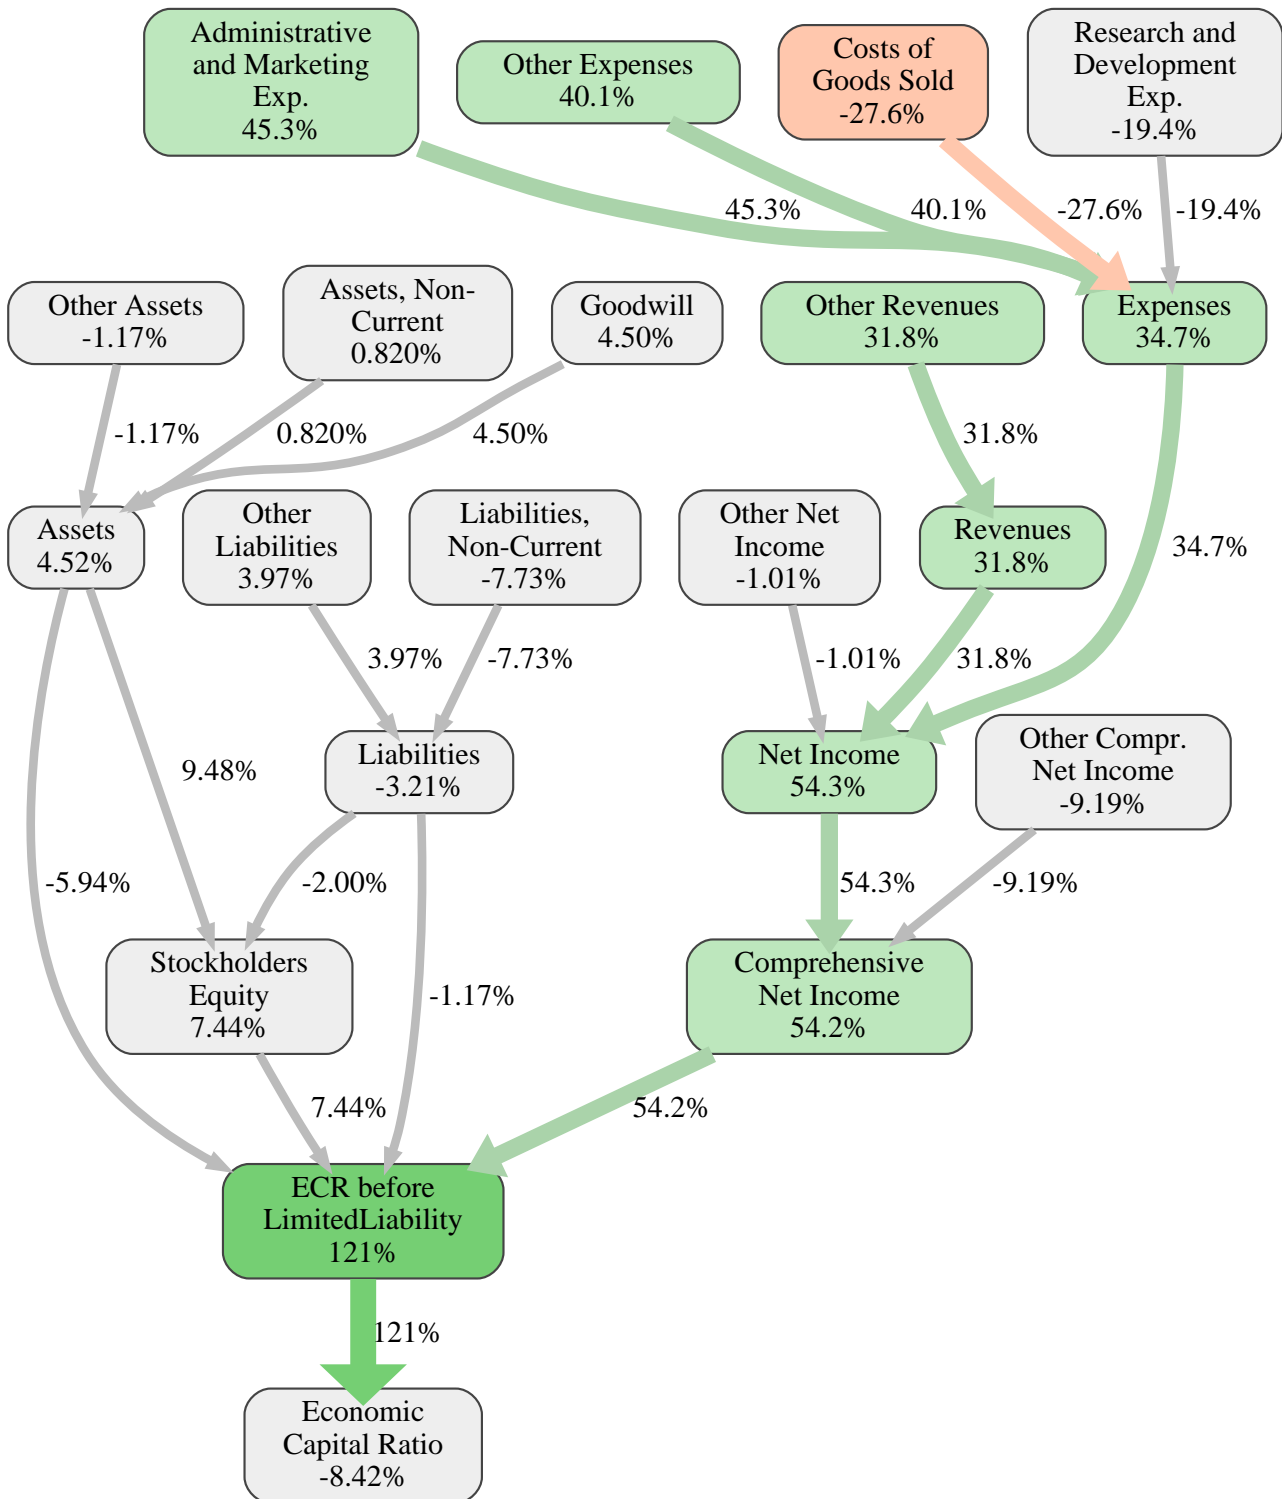 Administrative
and Marketing
Exp.
45.3%
Other Expenses
40.1%
Costs of
Goods Sold
-27.6%
Research and
Development
Exp.
-19.4%
45.3%
40.1%
-27.6%
-19.4%
Other Assets
-1.17%
Assets, Non-
Current
0.820%
Goodwill
4.50%
Other Revenues
31.8%
Expenses
34.7%
-1.17%
0.820%
4.50%
31.8%
34.7%
Assets
4.52%
Other
Liabilities
3.97%
Liabilities,
Non-Current
-7.73%
Other Net
Income
-1.01%
Revenues
31.8%
3.97%
-7.73%
-1.01%
31.8%
9.48%
Liabilities
-3.21%
Net Income
54.3%
Other Compr.
Net Income
-9.19%
-5.94%
-2.00%
54.3%
-9.19%
Stockholders
Equity
7.44%
-1.17%
Comprehensive
Net Income
54.2%
7.44%
54.2%
ECR before
LimitedLiability
121%
121%
Economic
Capital Ratio
-8.42%